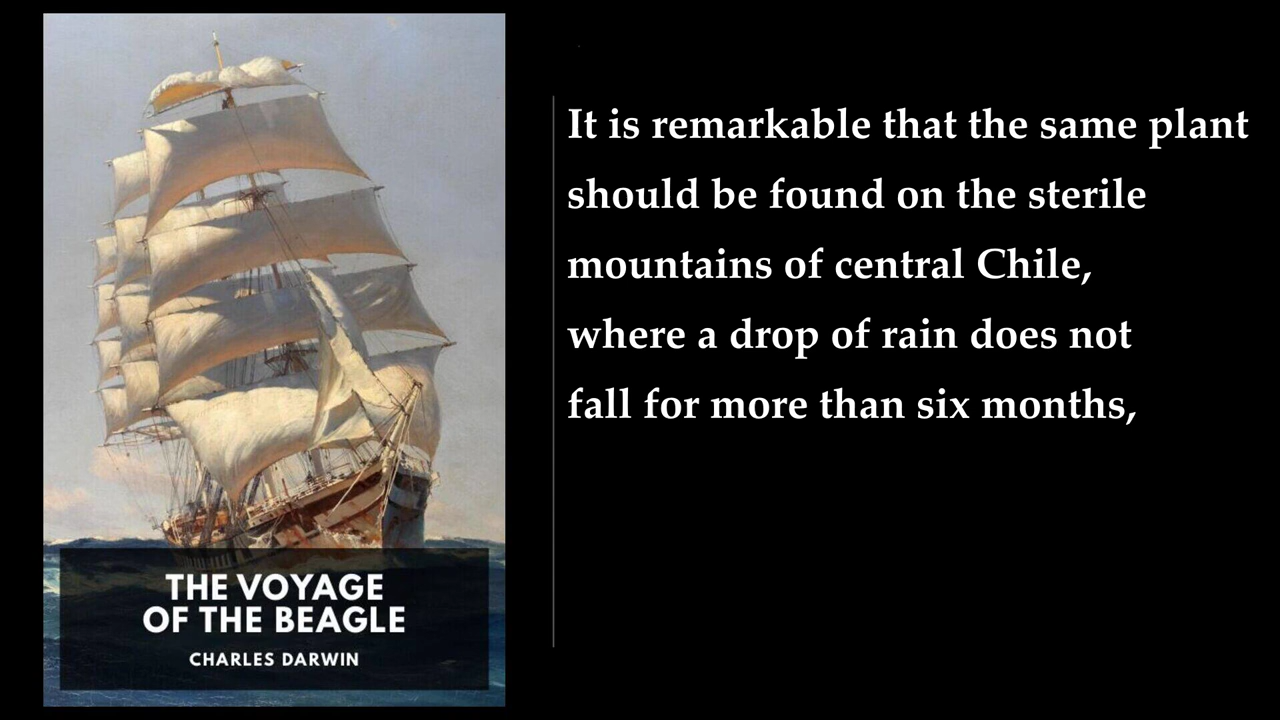 It is remarkable that the same plant
should be found on the sterile
mountains of central Chile,
where a drop of rain does not
fall for more than six months,
THE VOYAGE
OF THE BEAGLE
CHARLES DARWIN